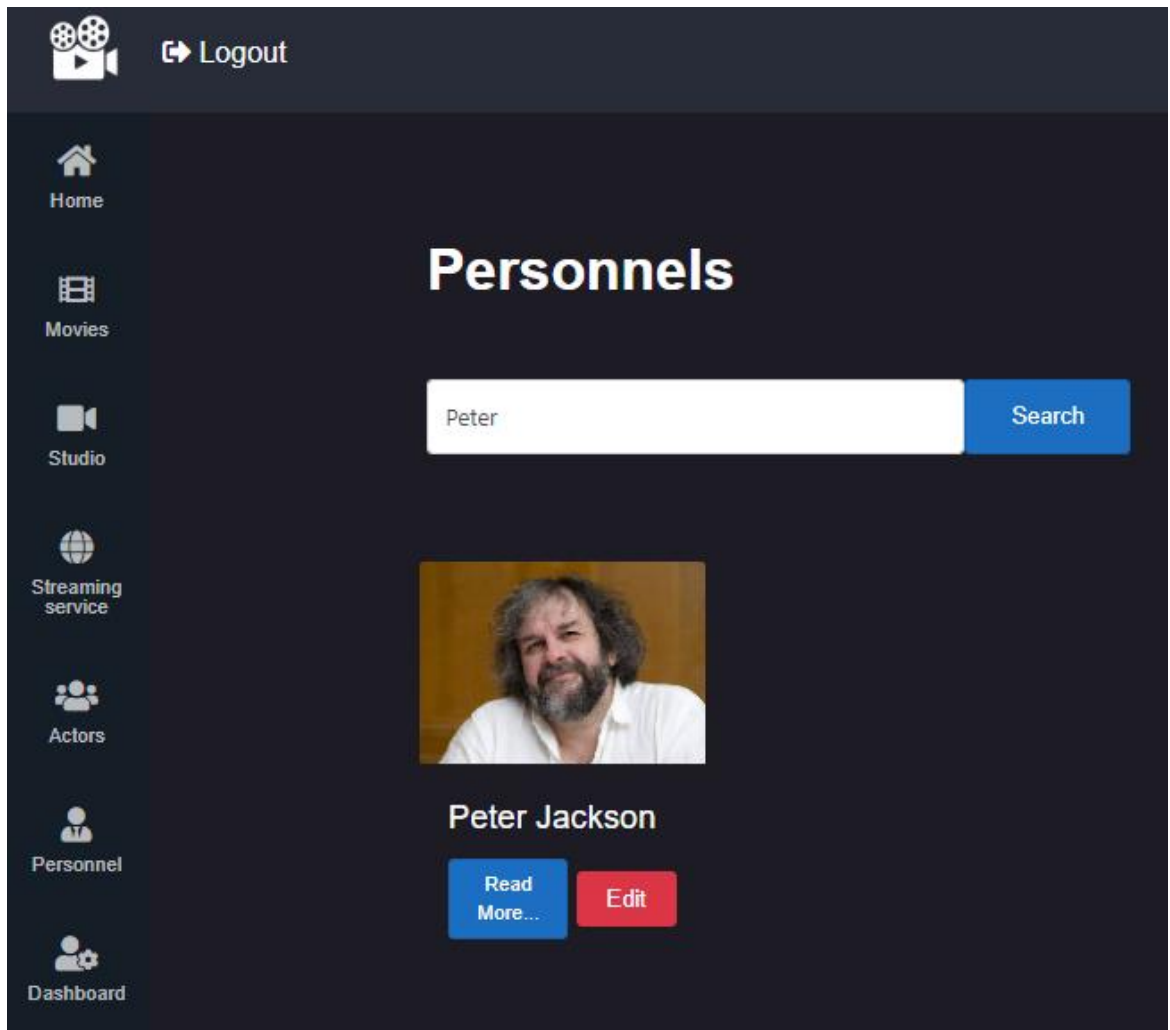 Logout
Home
Movies
Studio
Streaming
service
Actors
Personnel
Dashboard
Personnels
Peter
Search
Peter Jackson
Read
More...
Edit